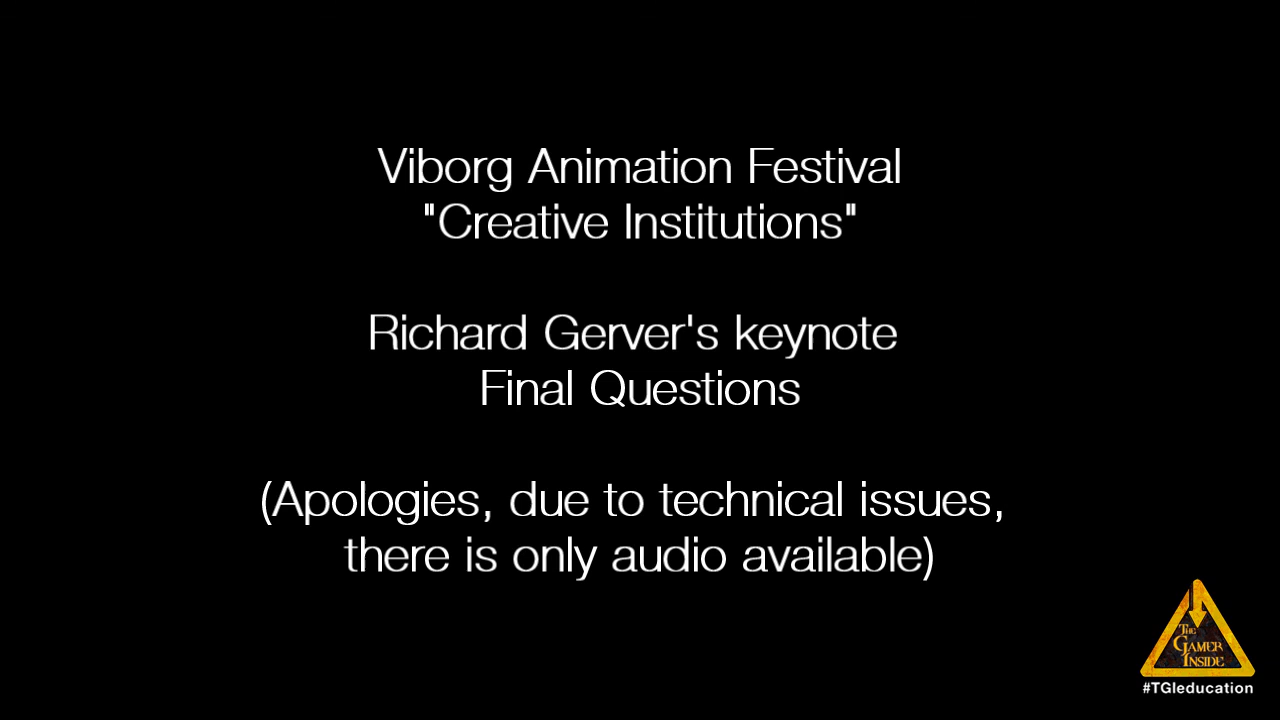 Viborg Animation Festival
"Creative Institutions"
Richard Gerver's keynote
Final Questions
(Apologies, due to technical issues,
there is only audio available)
THE
GAMER
INSIDE
#TGIeducation